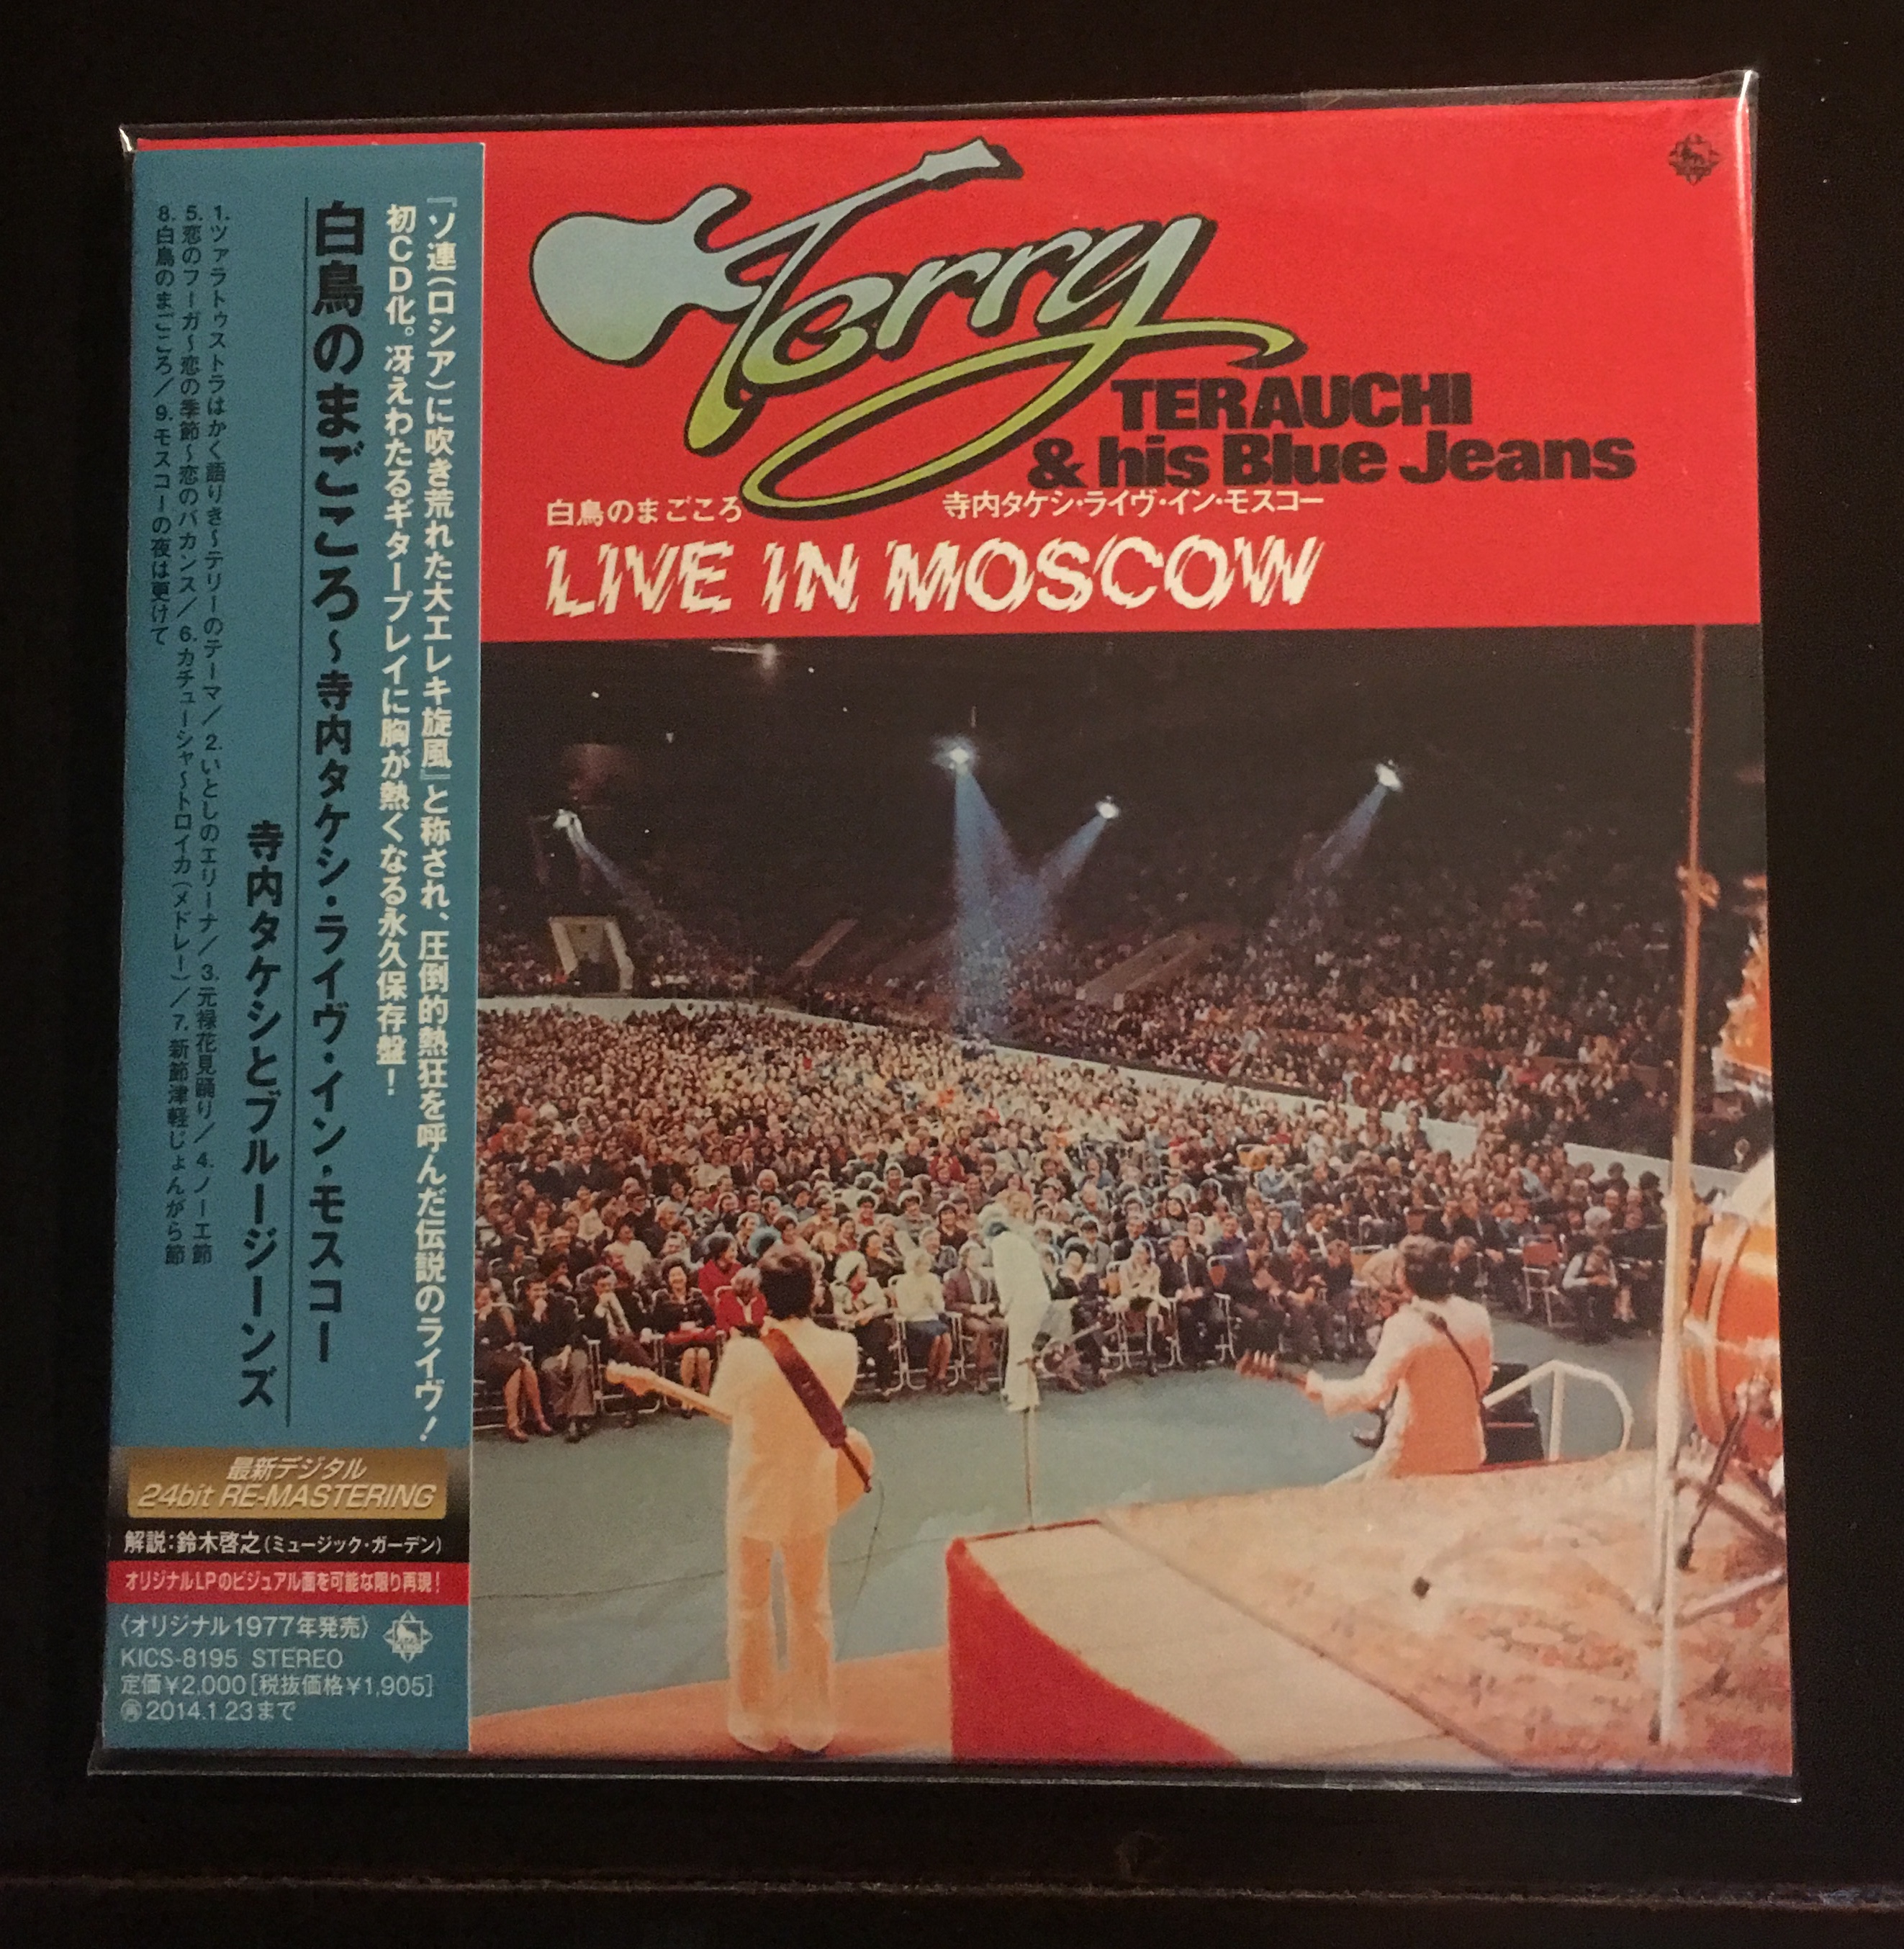 Terry
TERAUCHI
& his Blue Jeans
白鳥のまごころ
寺内タケシ・ライヴ・イン・モスコー
LIVE IN MOSCOW
『ソ連(ロシア)に吹き荒れた大エレキ旋風』と称され、圧倒的熱狂を呼んだ伝説のライヴ!
初CD化。冴えわたるギタープレイに胸が熱くなる永久保存盤!
白鳥のまごころ~寺内タケシ・ライヴ・イン・モスコー
寺内タケシとブルージーンズ
1.ツァラトゥストラはかく語りき~テリーのテーマ/2.いとしのエリーナ/3.元禄花見踊り/4.ノーエ節
5.恋のフーガ~恋の季節~恋のバカンス/6.カチューシャ~トロイカ(メドレー)/7.新節津軽じょんがら節
8.白鳥のまごころ/9.モスコーの夜は更けて
最新デジタル
24bit RE-MASTERING
解説:鈴木啓之(ミュージック・ガーデン)
オリジナルLPのビジュアル面を可能な限り再現!
〈オリジナル1977年発売〉
KICS-8195 STEREO
定価¥2,000[税抜価格¥1,905]
㊢2014.1.23まで